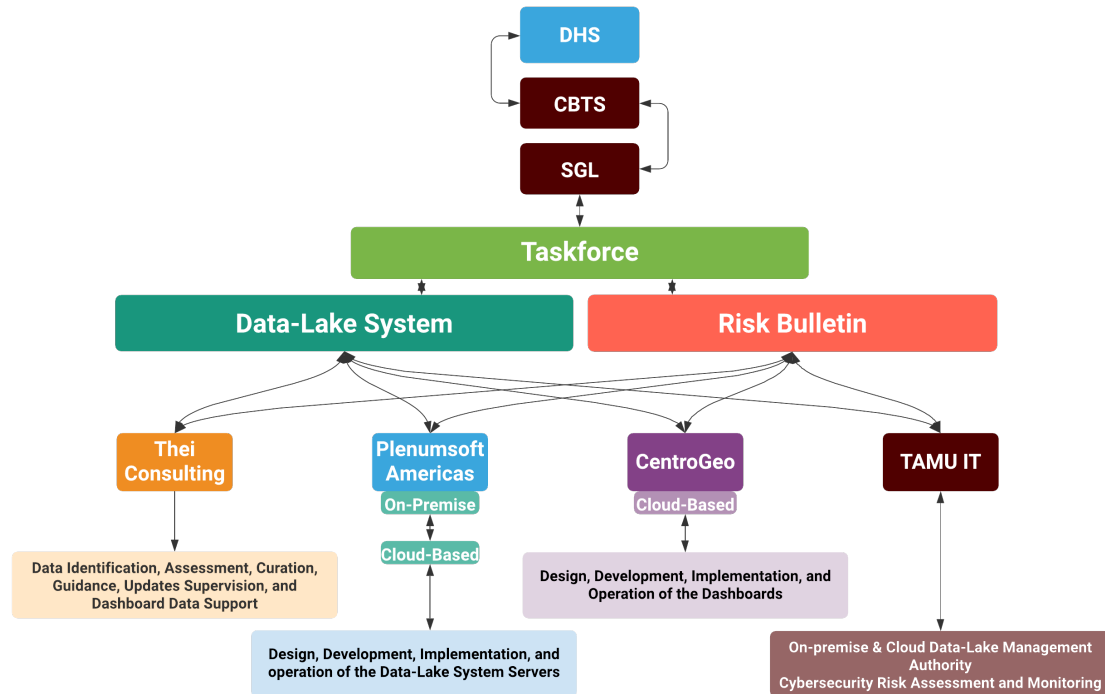 DHS
CBTS
SGL
Taskforce
Data-Lake System
Risk Bulletin
Thei
Consulting
Plenumsoft
Americas
CentroGeo
TAMU IT
On-Premise
Cloud-Based
Cloud-Based
Data Identification, Assessment, Curation,
Guidance, Updates Supervision, and
Dashboard Data Support
Design, Development, Implementation, and
Operation of the Dashboards
Design, Development, Implementation, and
operation of the Data-Lake System Servers
On-premise & Cloud Data-Lake Management
Authority
Cybersecurity Risk Assessment and Monitoring